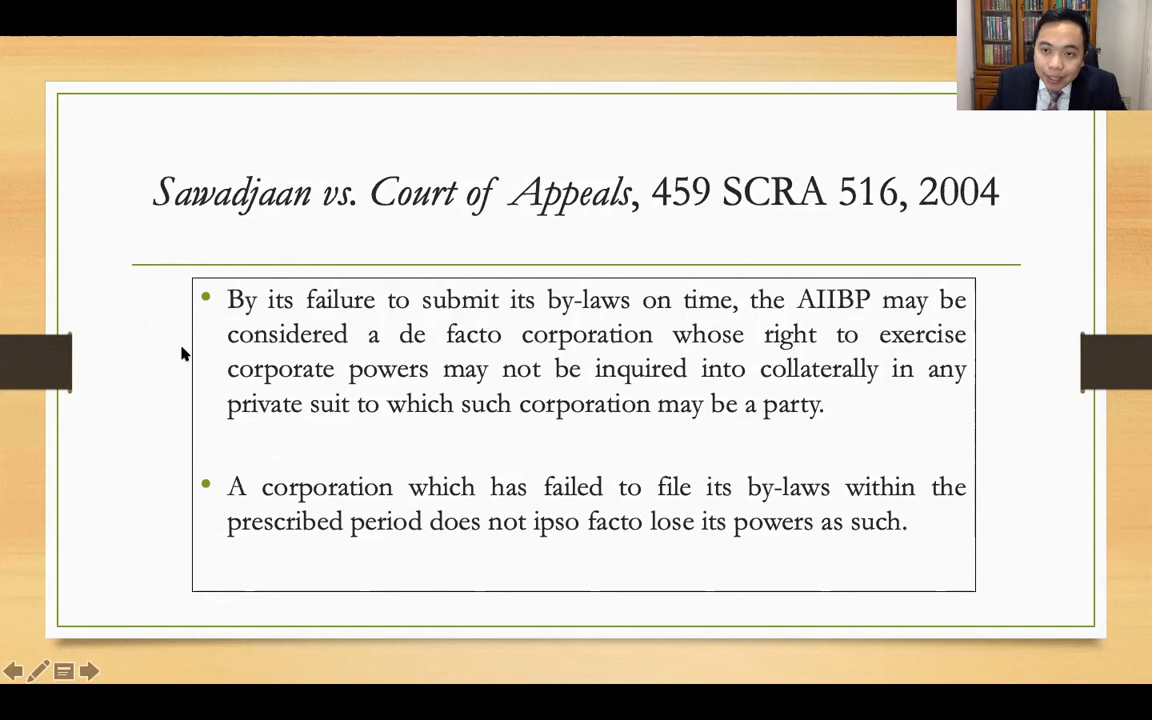 Sawadjaan vs. Court of Appeals, 459 SCRA 516, 2004
By its failure to submit its by-laws on time, the AIIBP may be
considered a de facto corporation whose right to exercise
corporate powers may not be inquired into collaterally in any
private suit to which such corporation may be a party.
A corporation which has failed to file its by-laws within the
prescribed period does not ipso facto lose its powers as such.